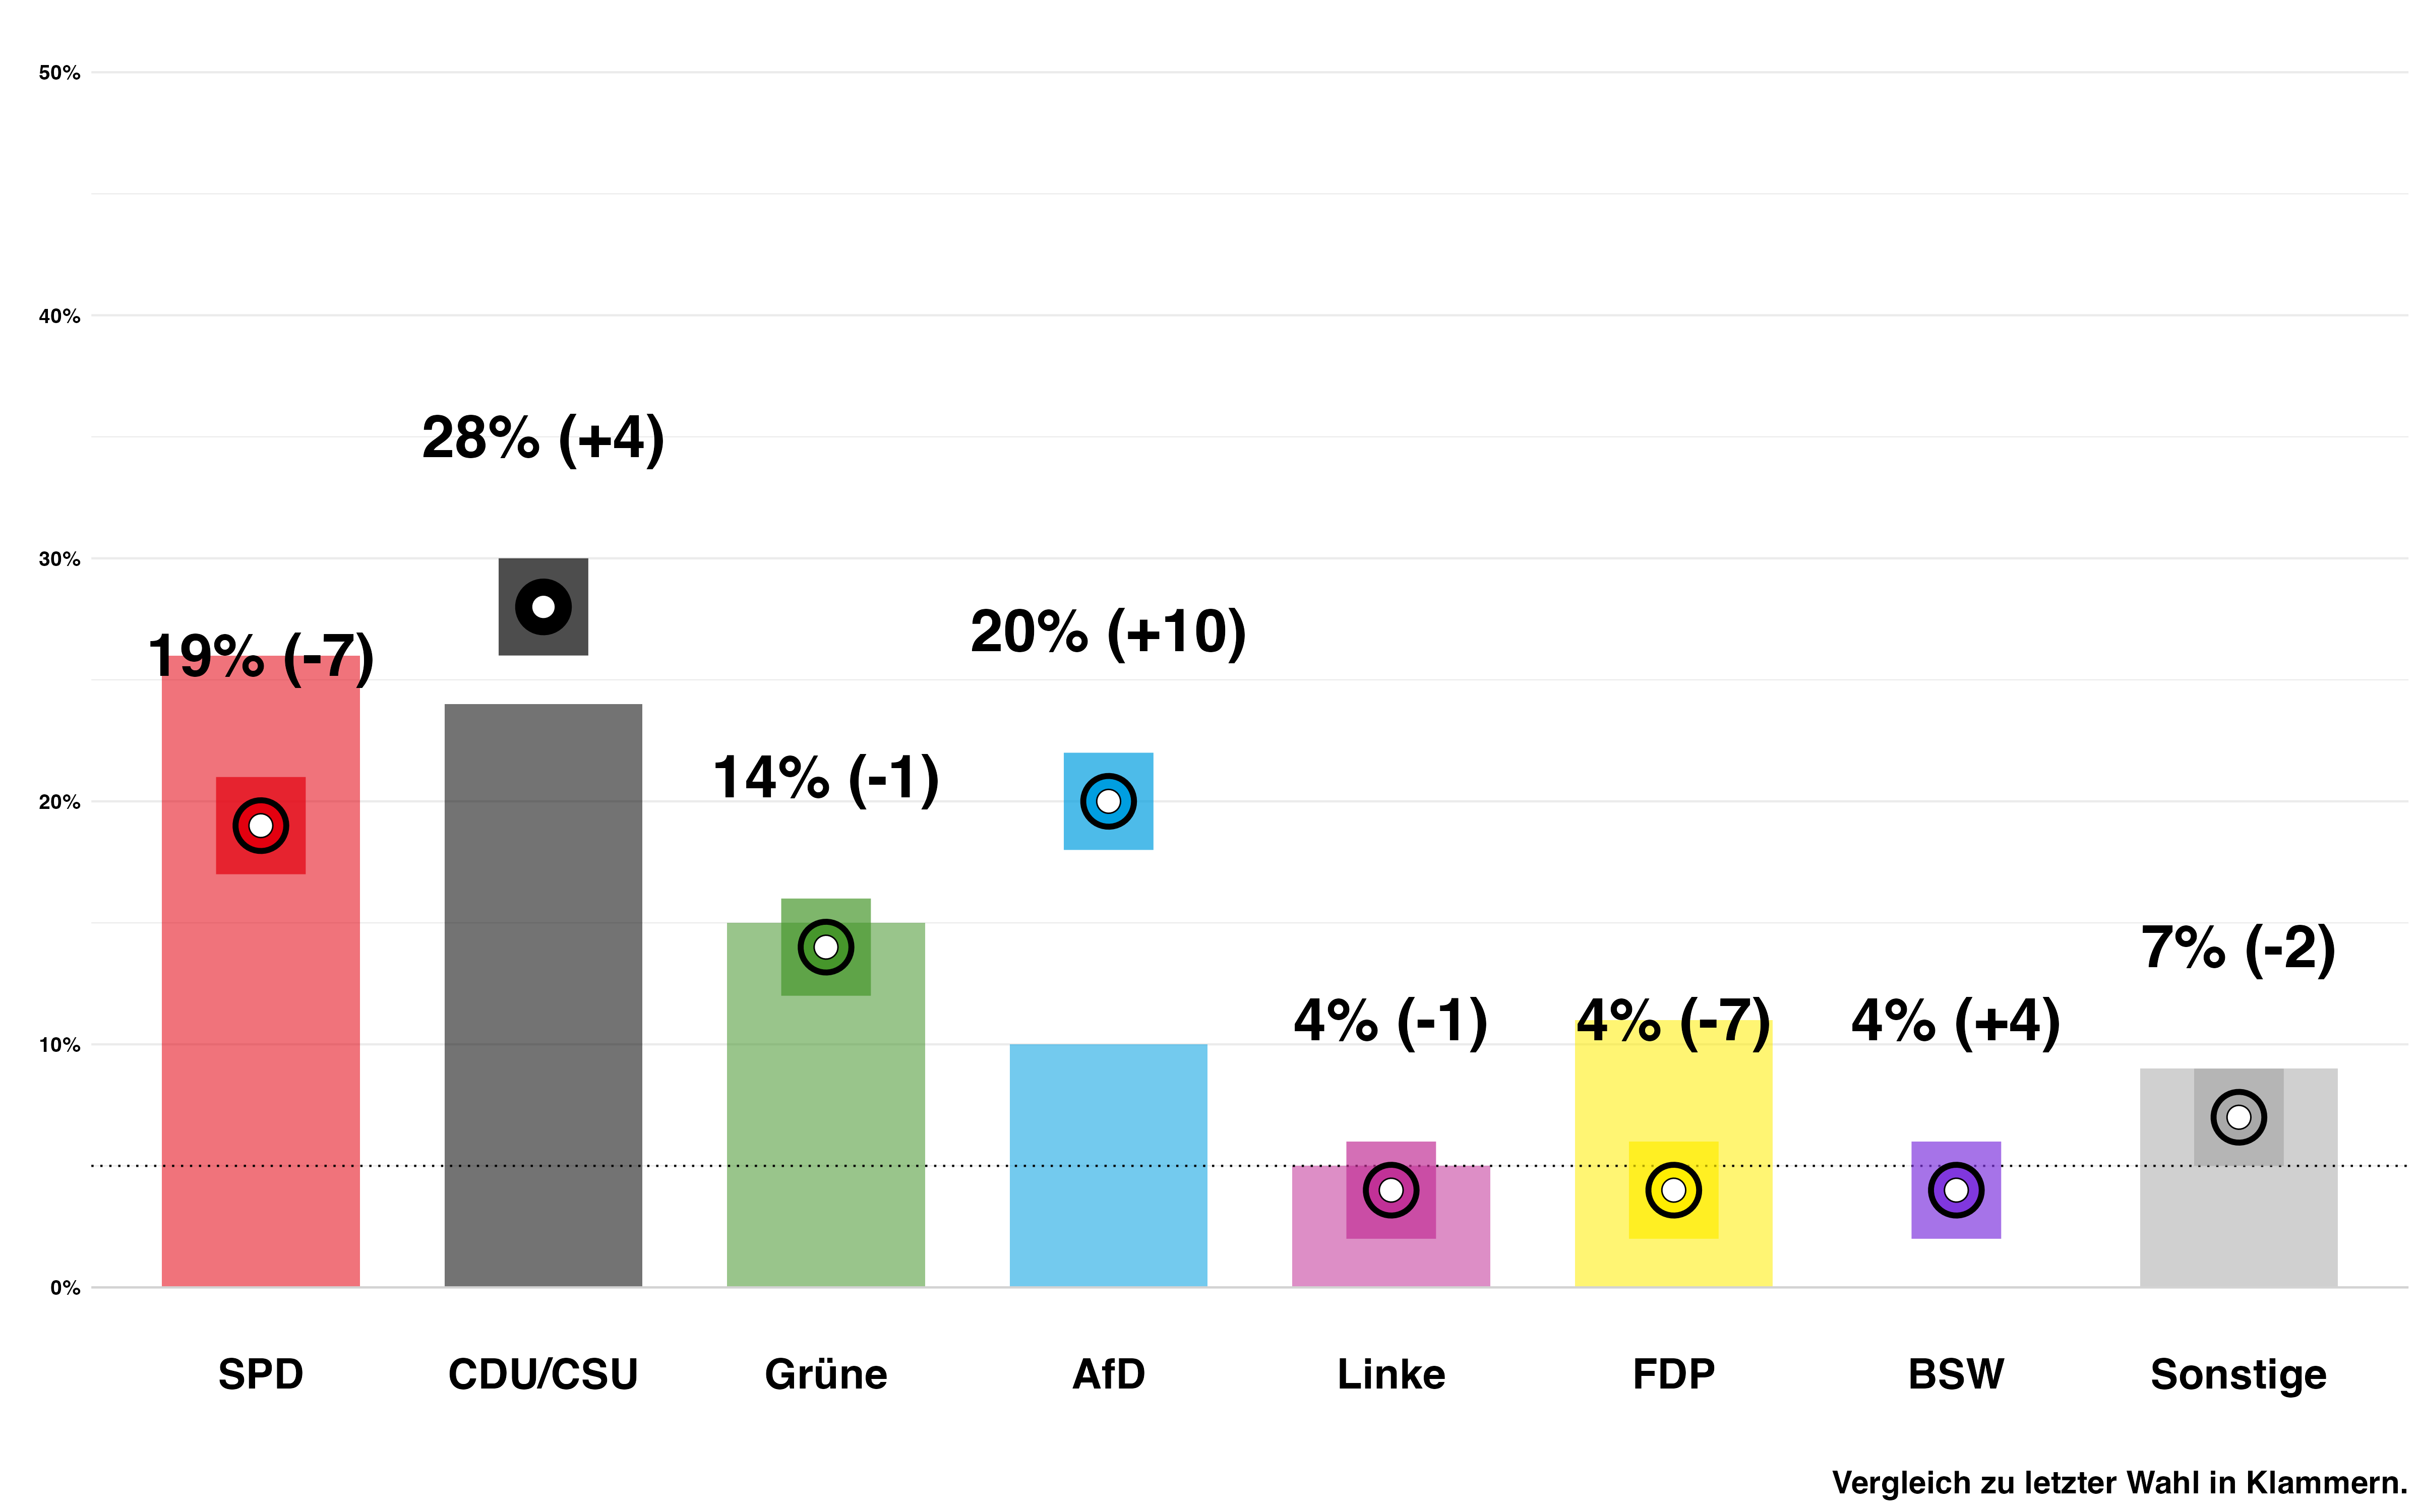 50%
40%
30%
20%
10%
0%
28% (+4)
19% (-7)
20% (+10)
14% (-1)
7% (-2)
4% (-1)
4% (-7)
4% (+4)
SPD
CDU/CSU
Grüne
AfD
Linke
FDP
BSW
Sonstige
Vergleich zu letzter Wahl in Klammern.